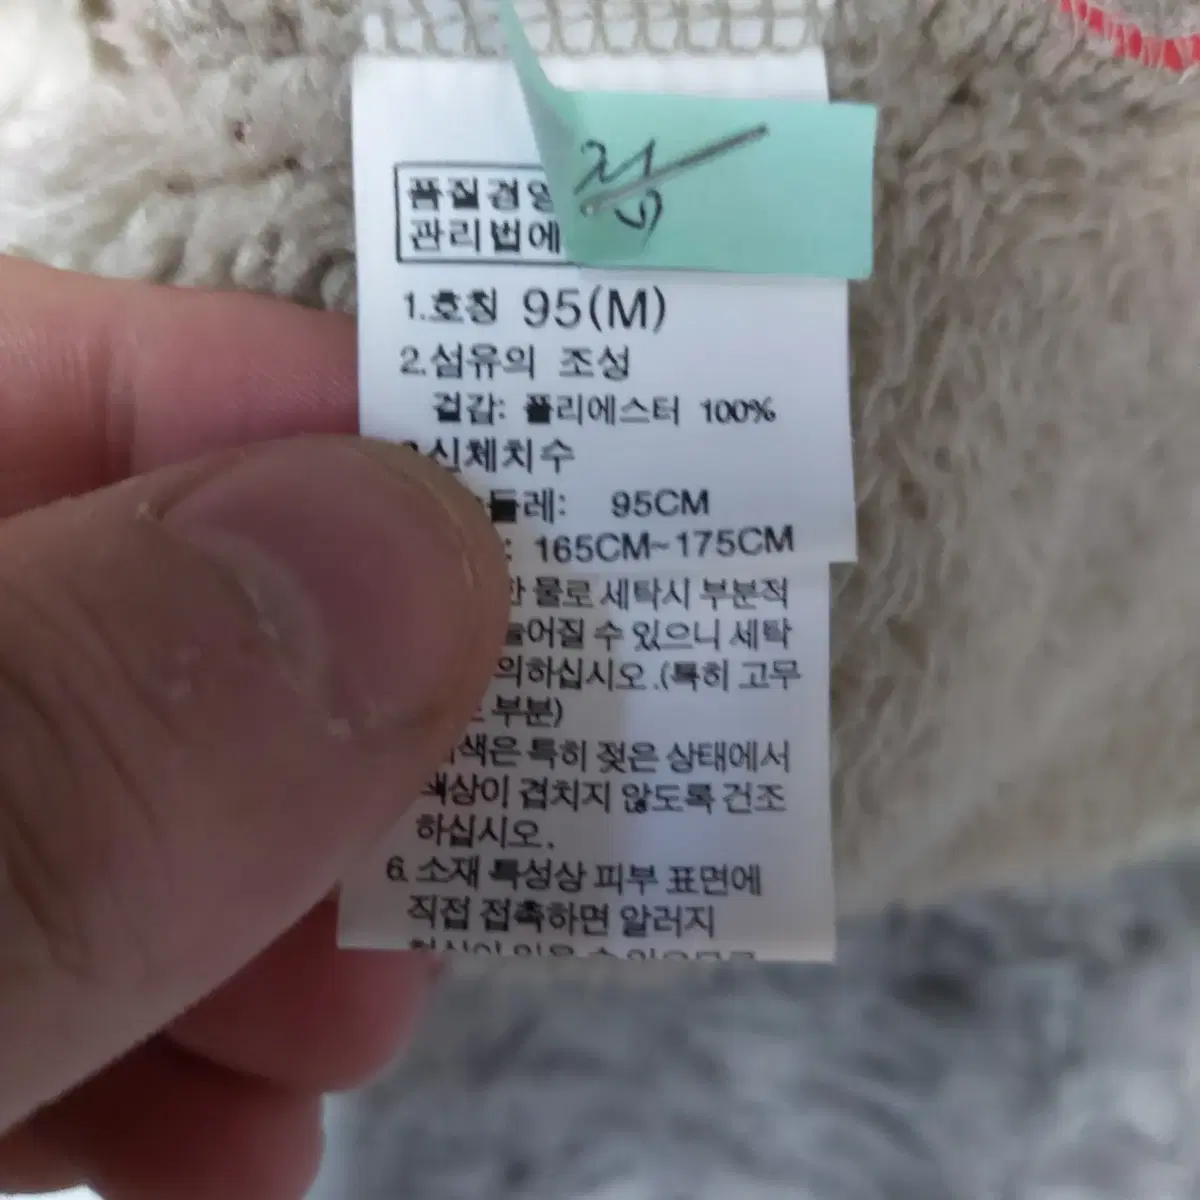 품질경영
관리법에
1.호칭 95(M)
2.섬유의 조성
겉감: 폴리에스터 100%
신체치수
둘레: 95CM
: 165CM~175CM
물로 세탁시 부분적
늘어질 수 있으니 세탁
의하십시오.(특히 고무
부분)
색은 특히 젖은 상태에서
색상이 겹치지 않도록 건조
하십시오.
6. 소재 특성상 피부 표면에
직접 접촉하면 알러지